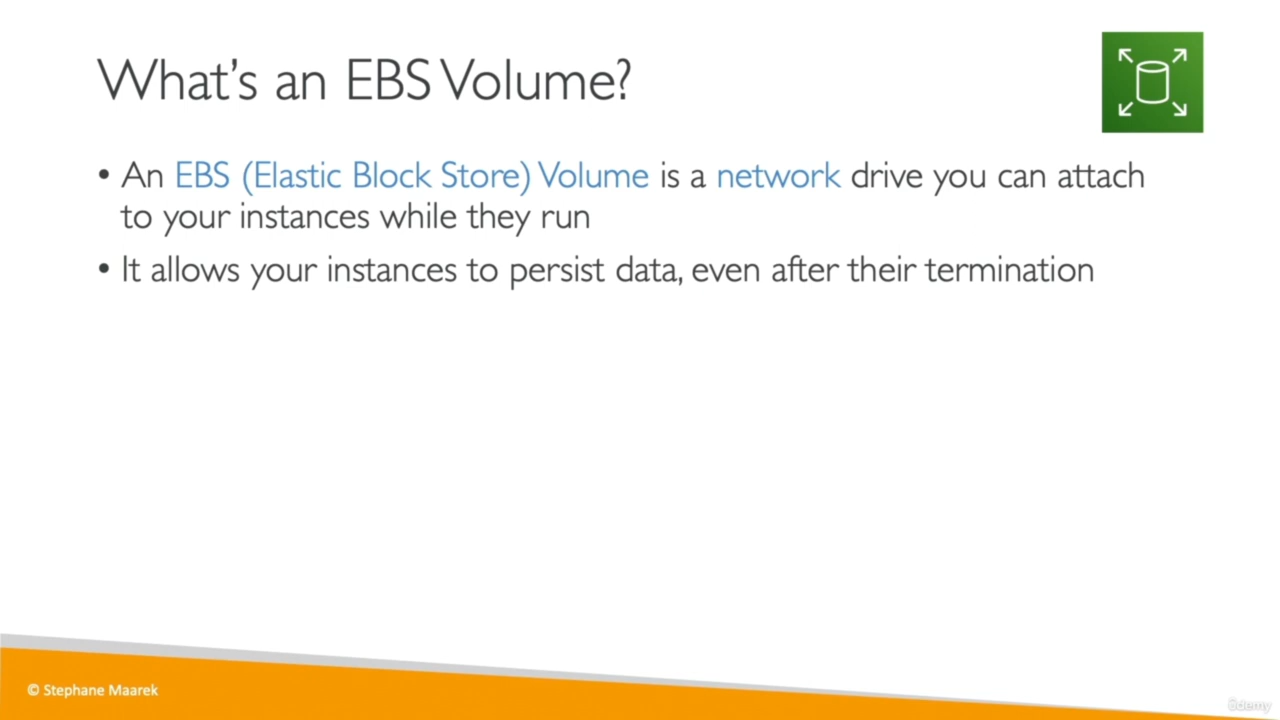 What's an EBS Volume?
• An EBS (Elastic Block Store) Volume is a network drive you can attach
to your instances while they run
• It allows your instances to persist data, even after their termination
© Stephane Maarek
ûdemy